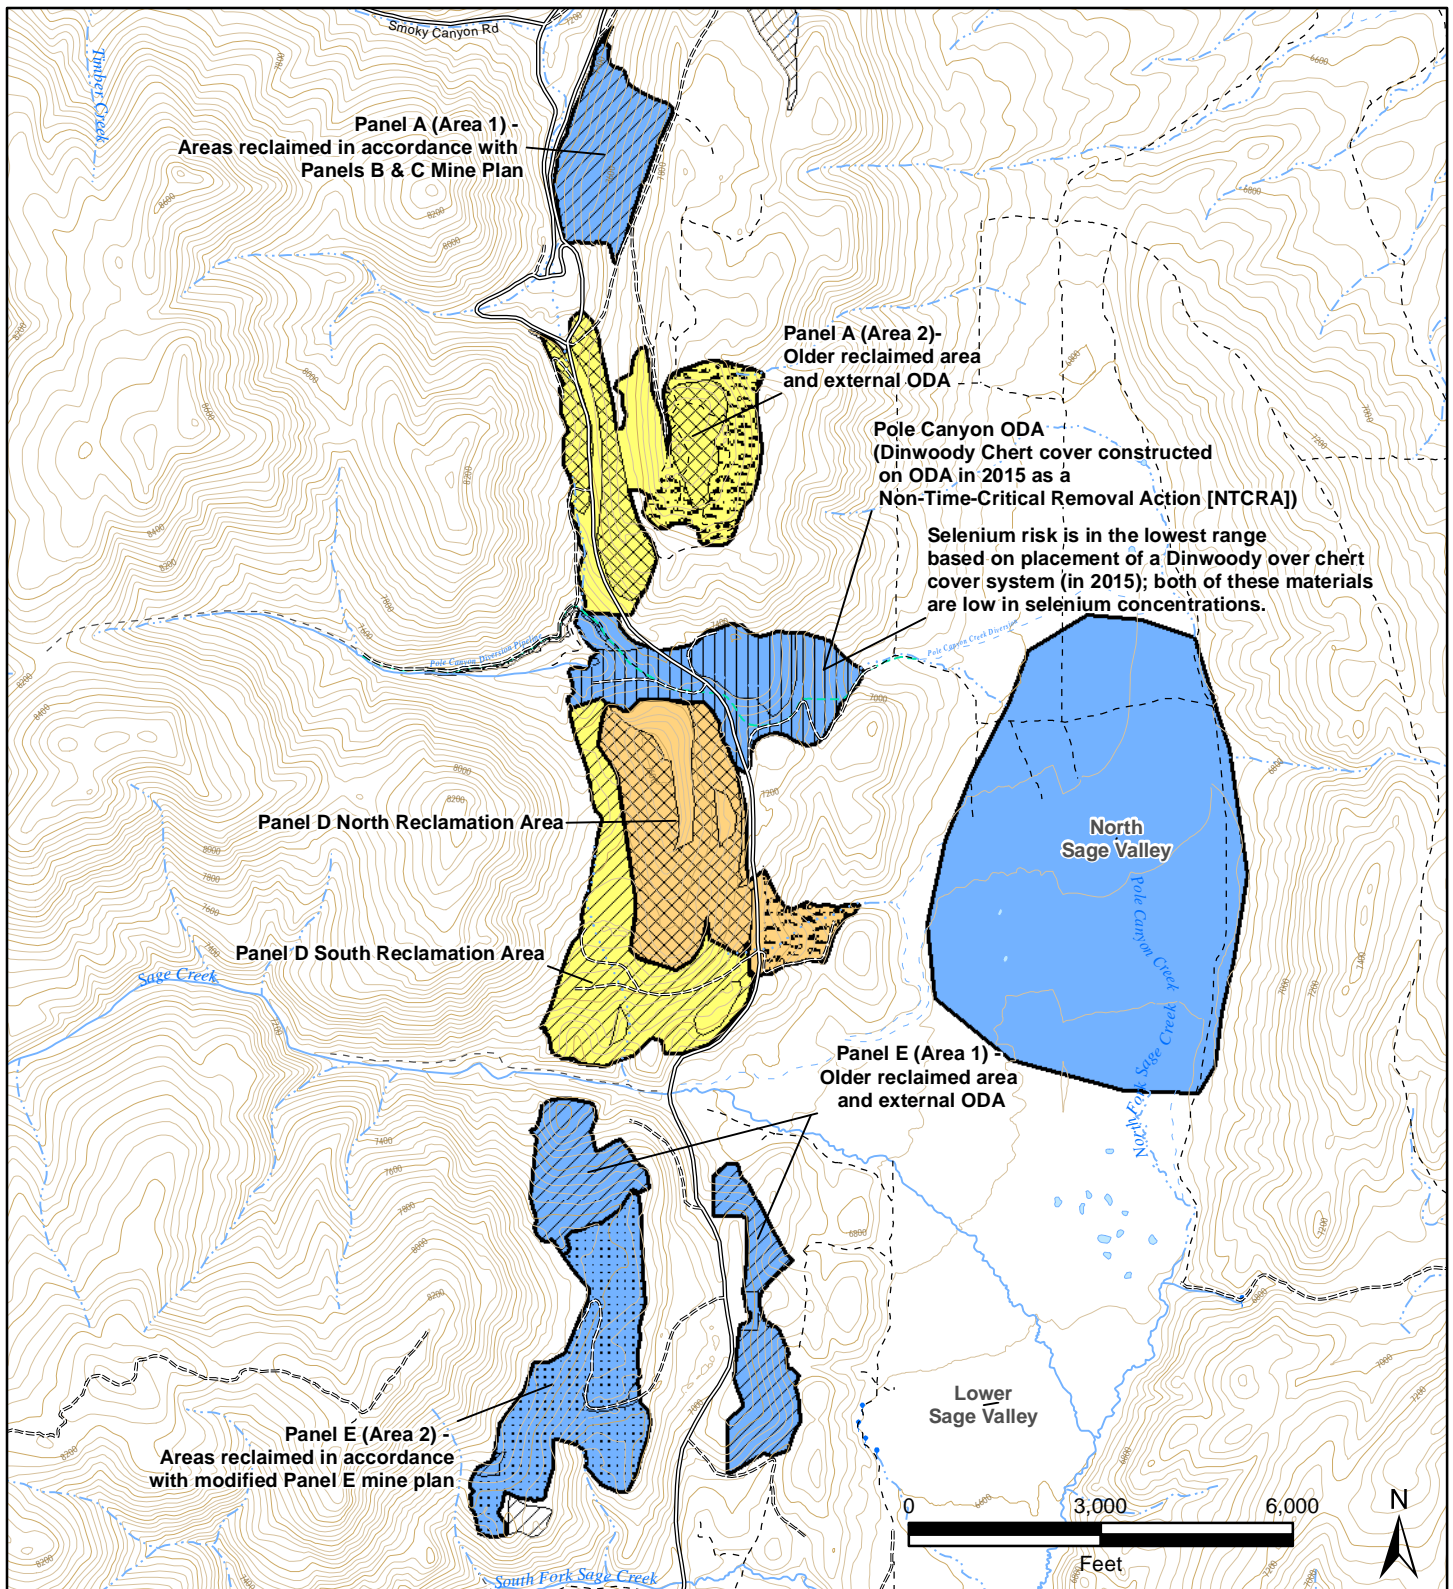 Smoky Canyon Rd
Timber Creek
Panel A (Area 1) -
Areas reclaimed in accordance with
Panels B & C Mine Plan
Panel A (Area 2)-
Older reclaimed area
and external ODA
Pole Canyon ODA
(Dinwoody Chert cover constructed
on ODA in 2015 as a
Non-Time-Critical Removal Action [NTCRA])
Selenium risk is in the lowest range
based on placement of a Dinwoody over chert
cover system (in 2015); both of these materials
are low in selenium concentrations.
Pole Canyon Diversion Pipeline
Pole Canyon Creek Diversion
Panel D North Reclamation Area
North
Sage Valley
Pole Canyon Creek
Panel D South Reclamation Area
Sage Creek
North Fork Sage Creek
Panel E (Area 1) -
Older reclaimed area
and external ODA
Lower
Sage Valley
Panel E (Area 2) -
Areas reclaimed in accordance
with modified Panel E mine plan
South Fork Sage Creek
0 3,000 6,000
Feet
N